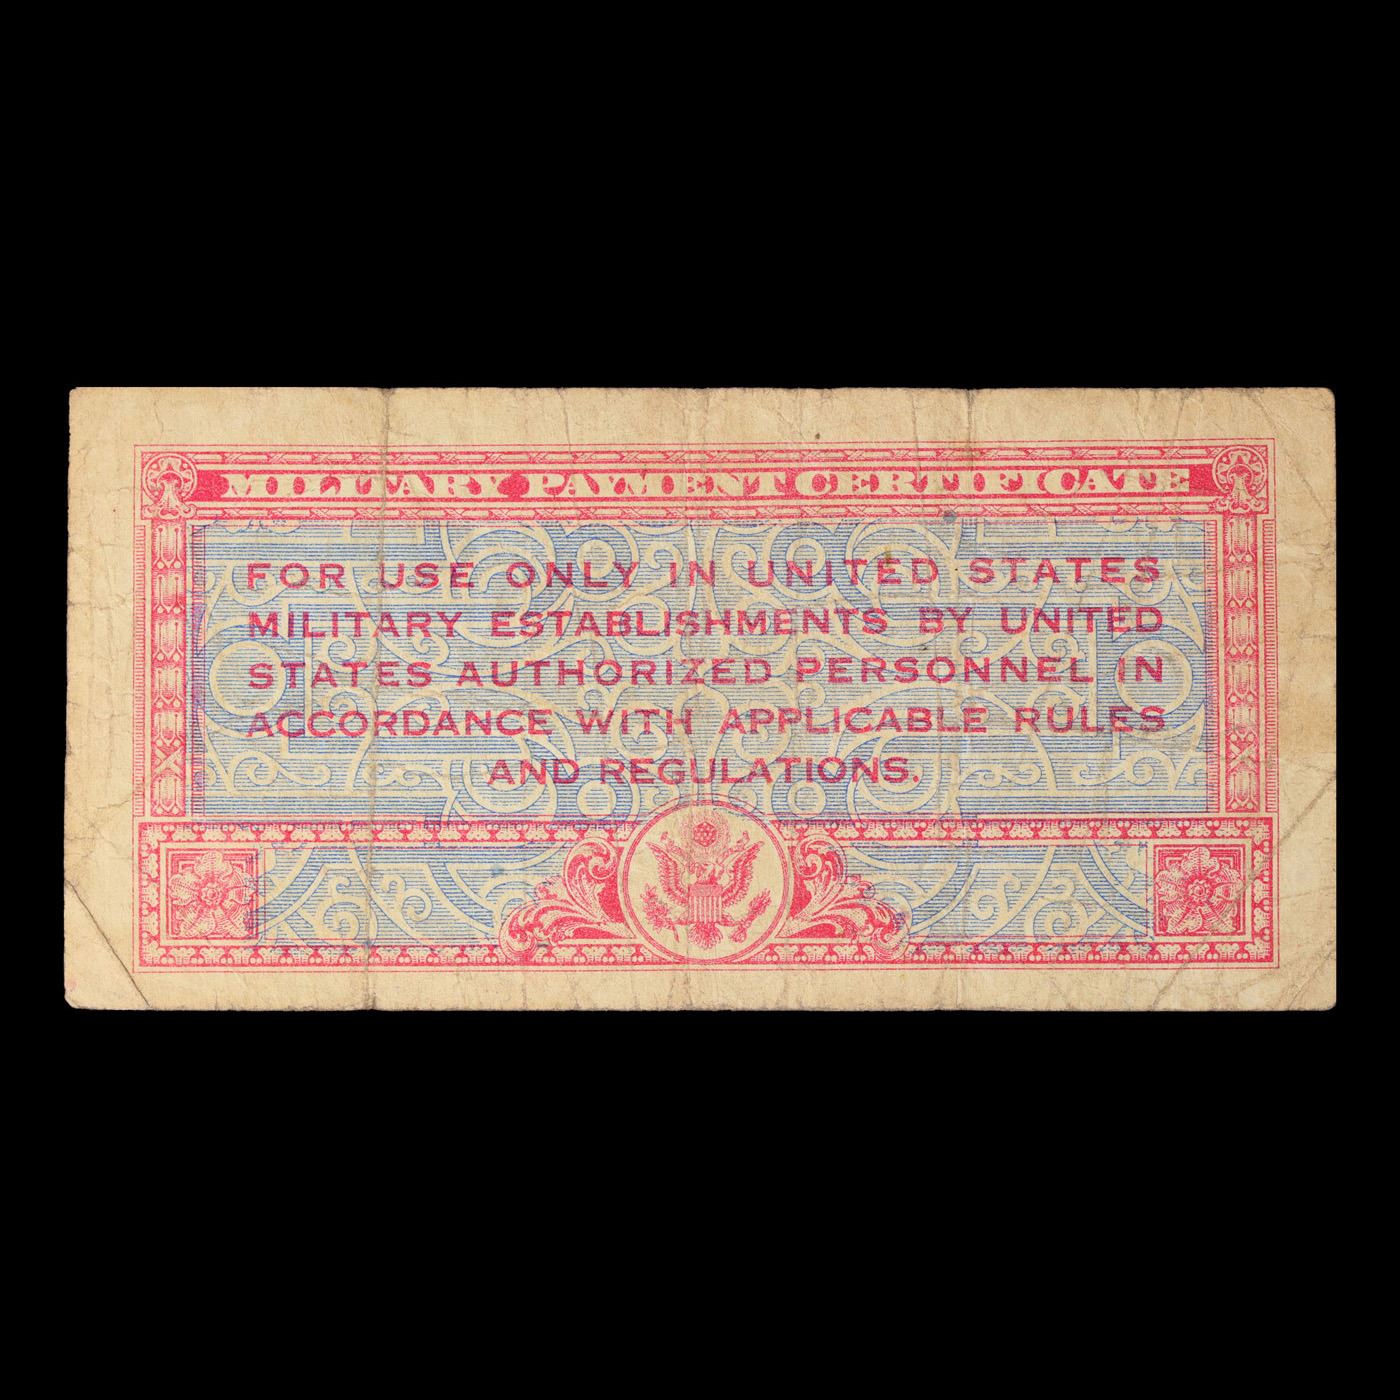 MILITARY PAYMENT CERTIFICATE
FOR USE ONLY IN UNITED STATES
MILITARY ESTABLISHMENTS BY UNITED
STATES AUTHORIZED PERSONNEL IN
ACCORDANCE WITH APPLICABLE RULES
AND REGULATIONS.